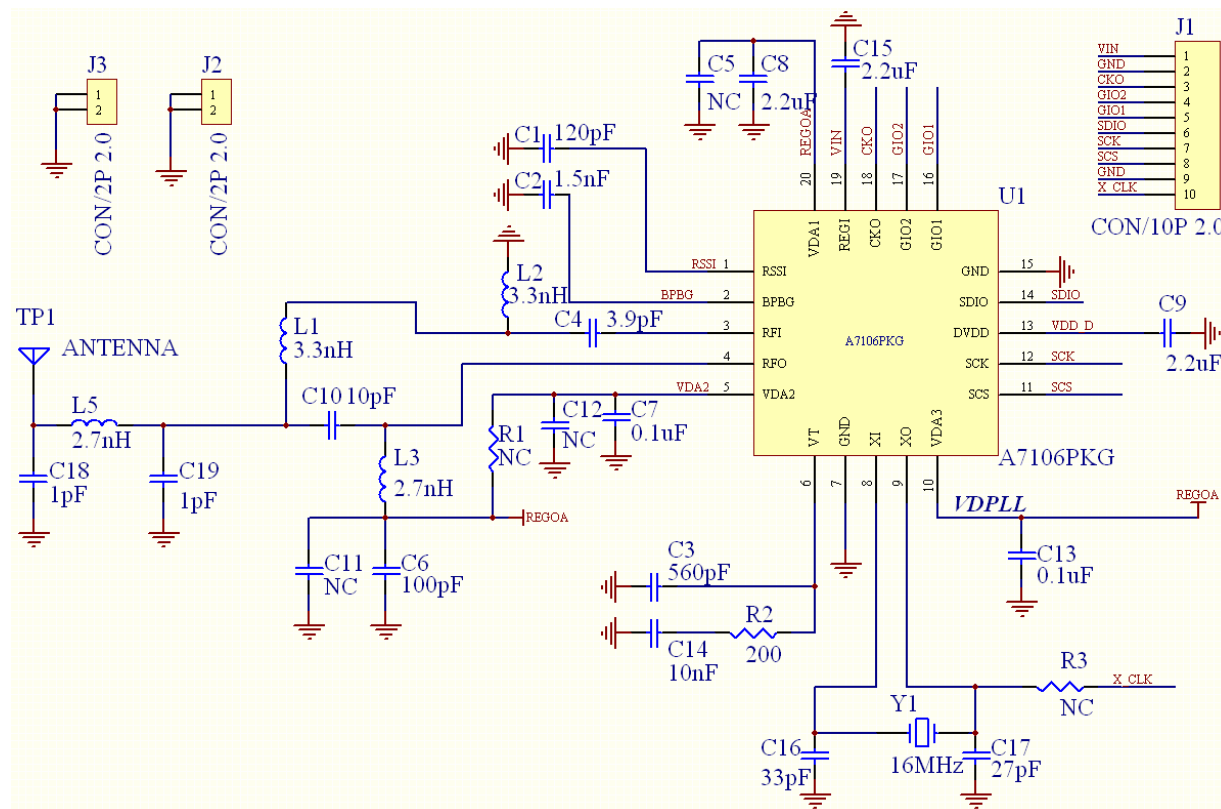 J3
1
2
CON/2P 2.0
J2
1
2
CON/2P 2.0
C5
NC
C8
2.2uF
C15
2.2uF
J1
VIN
1
GND
2
CKO
3
GIO2
4
GIO1
5
SDIO
6
SCK
7
SCS
8
GND
9
X_CLK
10
CON/10P 2.0
C1
120pF
C2
1.5nF
REGOA
VIN
CKO
GIO2
GIO1
20
19
18
17
16
U1
VDA1
REGI
CKO
GIO2
GIO1
RSSI
1
RSSI
BPBG
2
BPBG
3
RFI
4
RFO
VDA2
5
VDA2
A7106PKG
GND
15
SDIO
14
SDIO
DVDD
13
VDD_D
SCK
12
SCK
SCS
11
SCS
C9
2.2uF
VT
GND
XI
XO
VDA3
6
7
8
9
10
A7106PKG
L2
3.3nH
C4
3.9pF
TP1
ANTENNA
L1
3.3nH
C10
10pF
L5
2.7nH
C18
1pF
C19
1pF
L3
2.7nH
R1
NC
C12
NC
C7
0.1uF
REGOA
C11
NC
C6
100pF
VDPLL
REGOA
C13
0.1uF
C3
560pF
C14
10nF
R2
200
R3
NC
X_CLK
Y1
16MHz
C16
33pF
C17
27pF